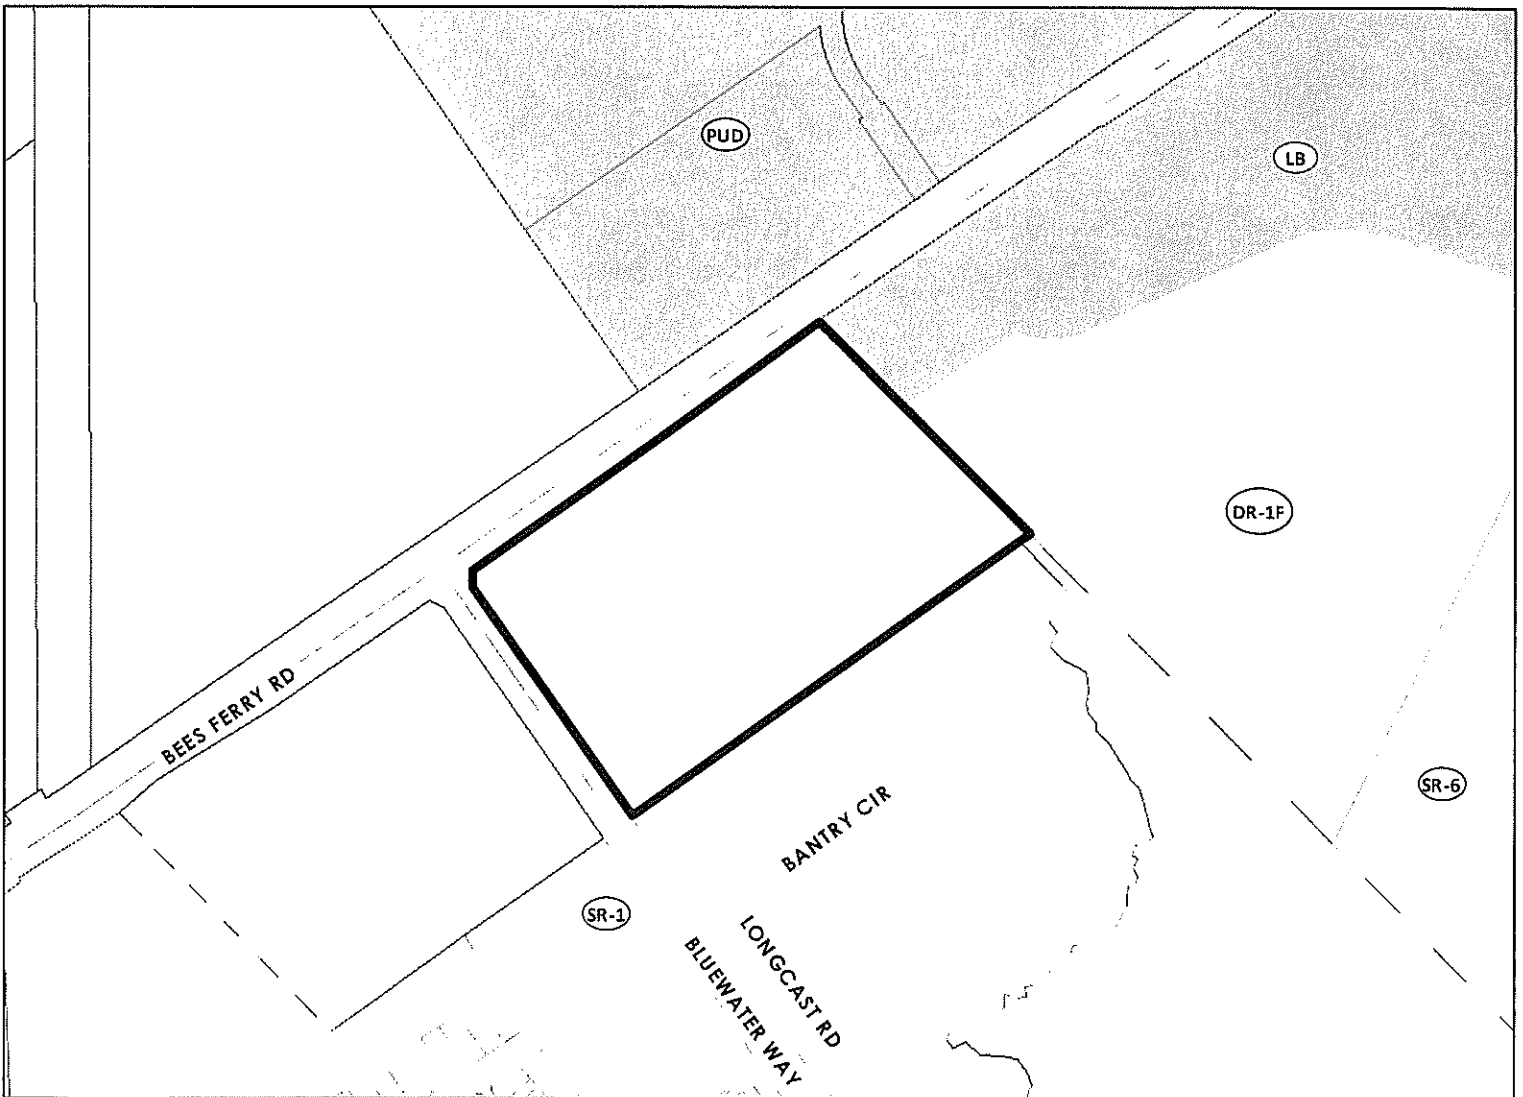 PUD
LB
DR-1F
BEES FERRY RD
SR-6
BANTRY CIR
SR-1
LONGCAST RD
BLUEWATER WAY